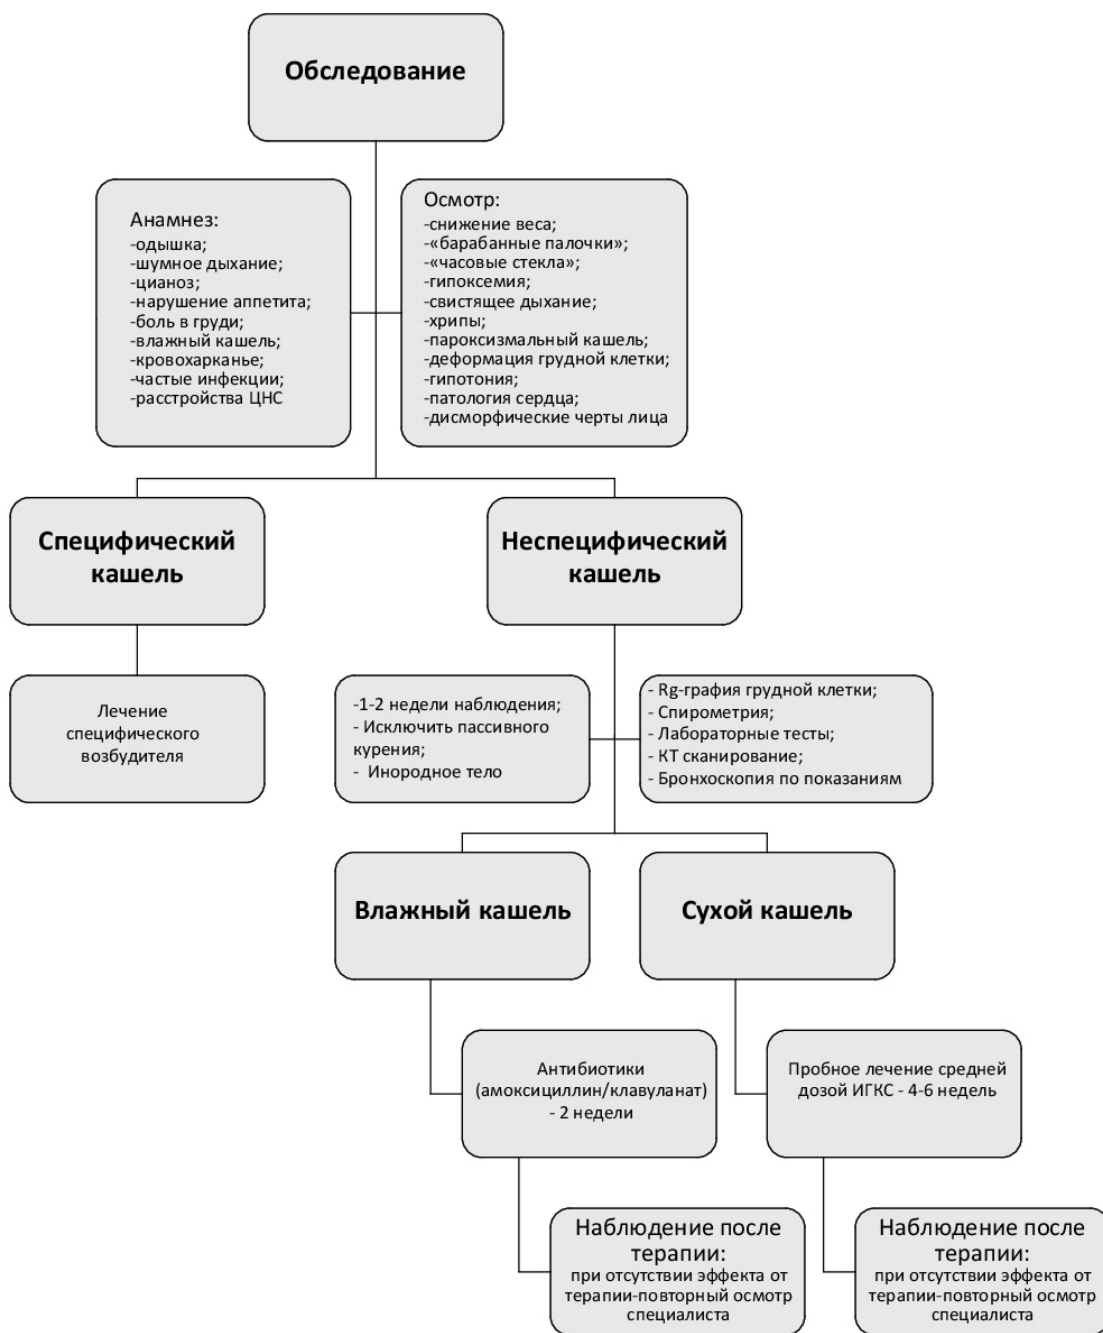 Обследование
Анамнез:
-одышка;
-шумное дыхание;
-цианоз;
-нарушение аппетита;
-боль в груди;
-влажный кашель;
-кровохарканье;
-частые инфекции;
-расстройства ЦНС
Осмотр:
-снижение веса;
-«барабанные палочки»;
-«часовые стекла»;
-гипоксемия;
-свистящее дыхание;
-хрипы;
-пароксизмальный кашель;
-деформация грудной клетки;
-гипотония;
-патология сердца;
-дисморфические черты лица
Специфический
кашель
Неспецифический
кашель
Лечение
специфического
возбудителя
-1-2 недели наблюдения;
- Исключить пассивного
курения;
- Инородное тело
- Rg-графия грудной клетки;
- Спирометрия;
- Лабораторные тесты;
- КТ сканирование;
- Бронхоскопия по показаниям
Влажный кашель
Сухой кашель
Антибиотики
(амоксициллин/клавуланат)
- 2 недели
Пробное лечение средней
дозой ИГКС - 4-6 недель
Наблюдение после
терапии:
при отсутствии эффекта от
терапии-повторный осмотр
специалиста
Наблюдение после
терапии:
при отсутствии эффекта от
терапии-повторный осмотр
специалиста